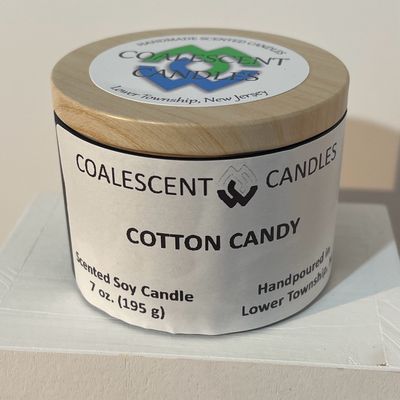 HANDMADE SCENTED CANDLES
COALESCENT
CANDLES
Lower Township, New Jersey
COALESCENT CANDLES
COTTON CANDY
Scented Soy Candle
7 oz. (195 g)
Handpoured in
Lower Township,